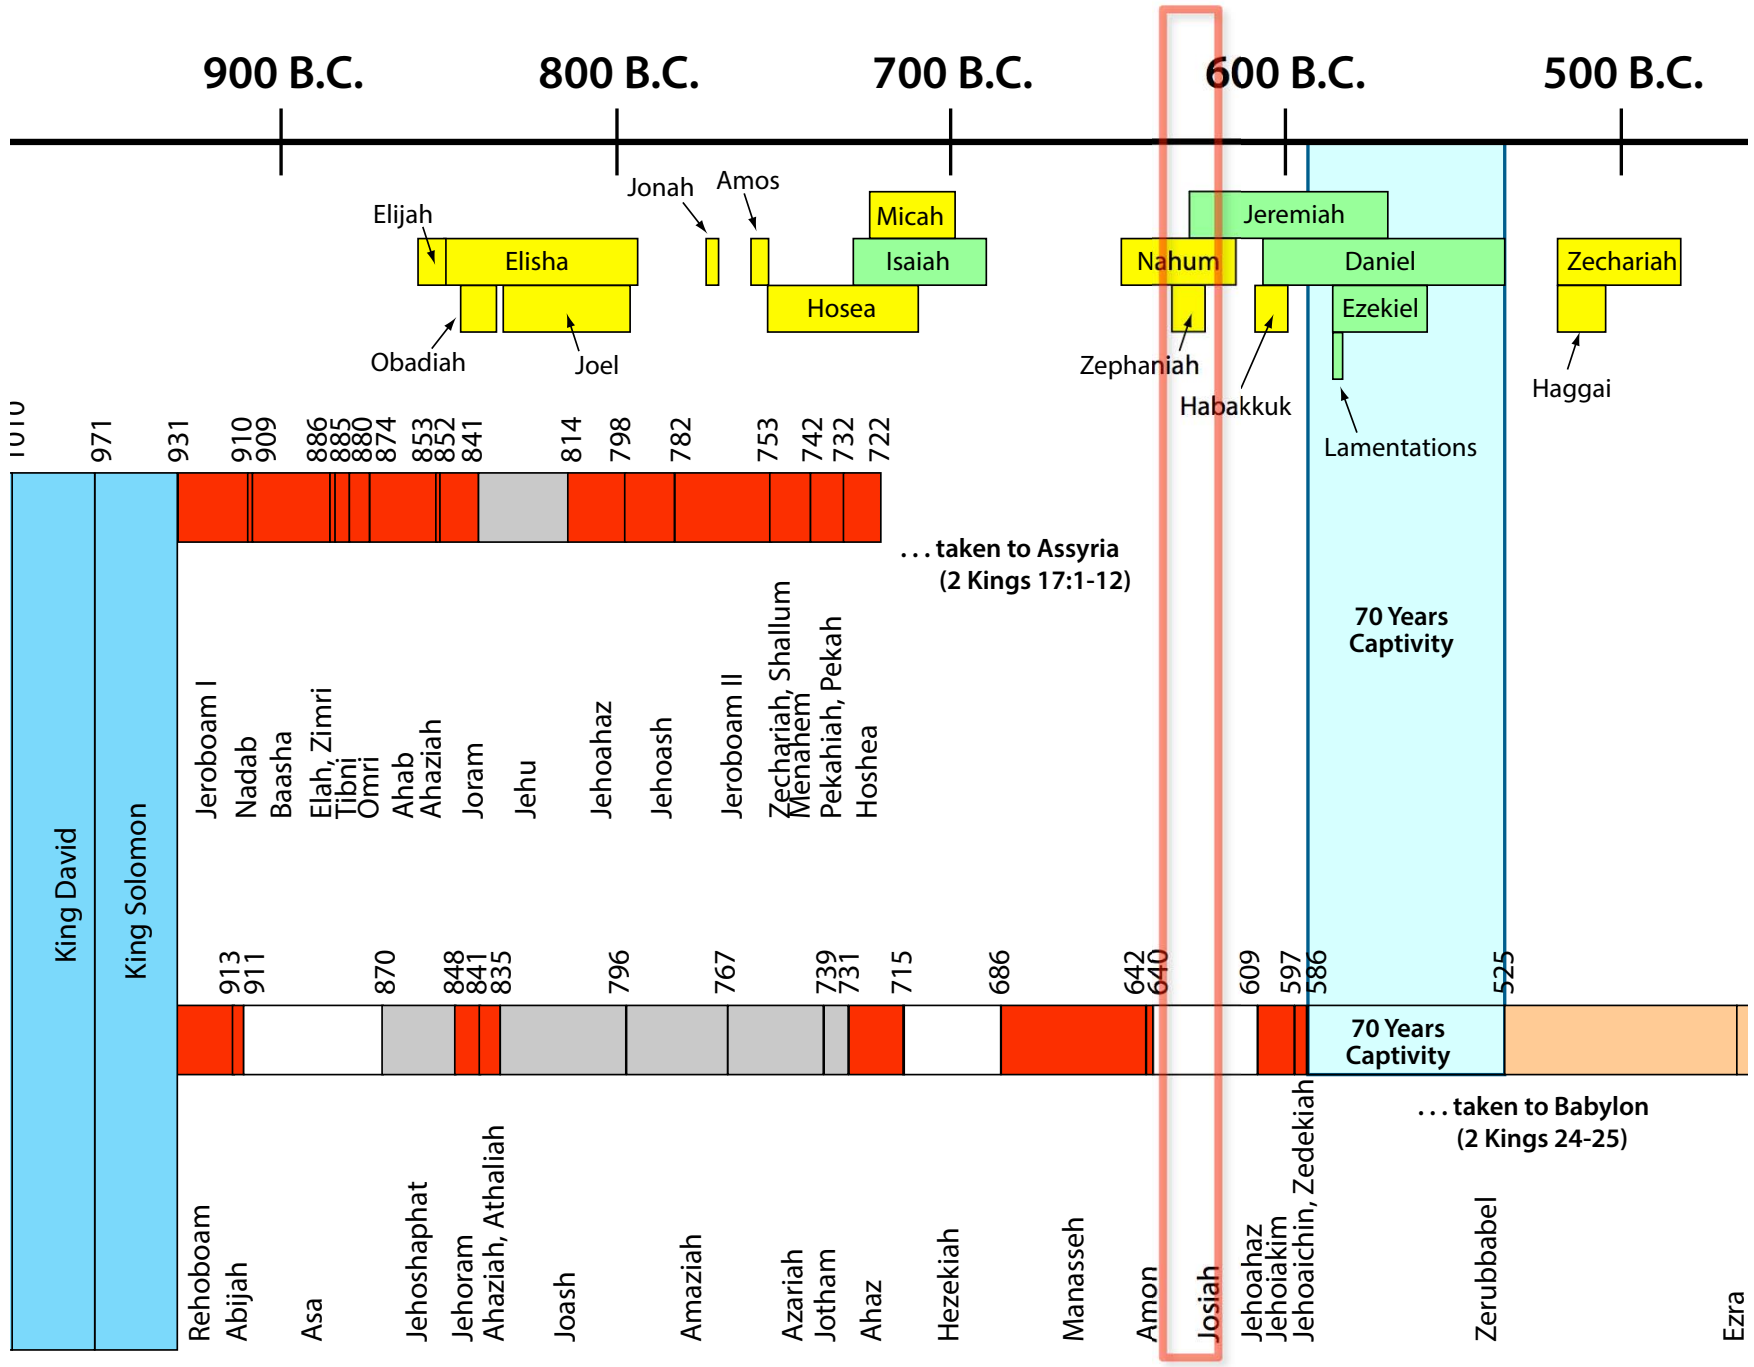 900 B.C.
800 B.C.
700 B.C.
600 B.C.
500 B.C.
Elijah
Elisha
Obadiah
Joel
Jonah
Amos
Micah
Isaiah
Hosea
Nahum
Zephaniah
Jeremiah
Daniel
Habakkuk
Ezekiel
Lamentations
Zechariah
Haggai
1010
971
931
910
909
886
885
880
874
853
852
841
814
798
782
753
742
732
722
... taken to Assyria
(2 Kings 17:1-12)
70 Years
Captivity
King David
King Solomon
Jeroboam I
Nadab
Baasha
Elah, Zimri
Tibni
Omri
Ahab
Ahaziah
Joram
Jehu
Jehoahaz
Jehoash
Jeroboam II
Zechariah, Shallum
Menahem
Pekahiah, Pekah
Hoshea
913
911
870
848
841
835
796
767
739
731
715
686
642
640
609
597
586
525
70 Years
Captivity
... taken to Babylon
(2 Kings 24-25)
Rehoboam
Abijah
Asa
Jehoshaphat
Jehoram
Ahaziah, Athaliah
Joash
Amaziah
Azariah
Jotham
Ahaz
Hezekiah
Manasseh
Amon
Josiah
Jehoahaz
Jehoiakim
Jehoaichin, Zedekiah
Zerubbabel
Ezra